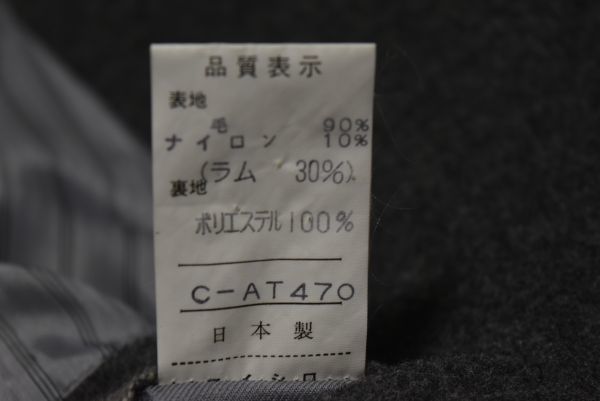 品質表示
表地
毛 90%
ナイロン 10%
(ラム 30%)
裏地
ポリエステル100%
C-AT470
日本製